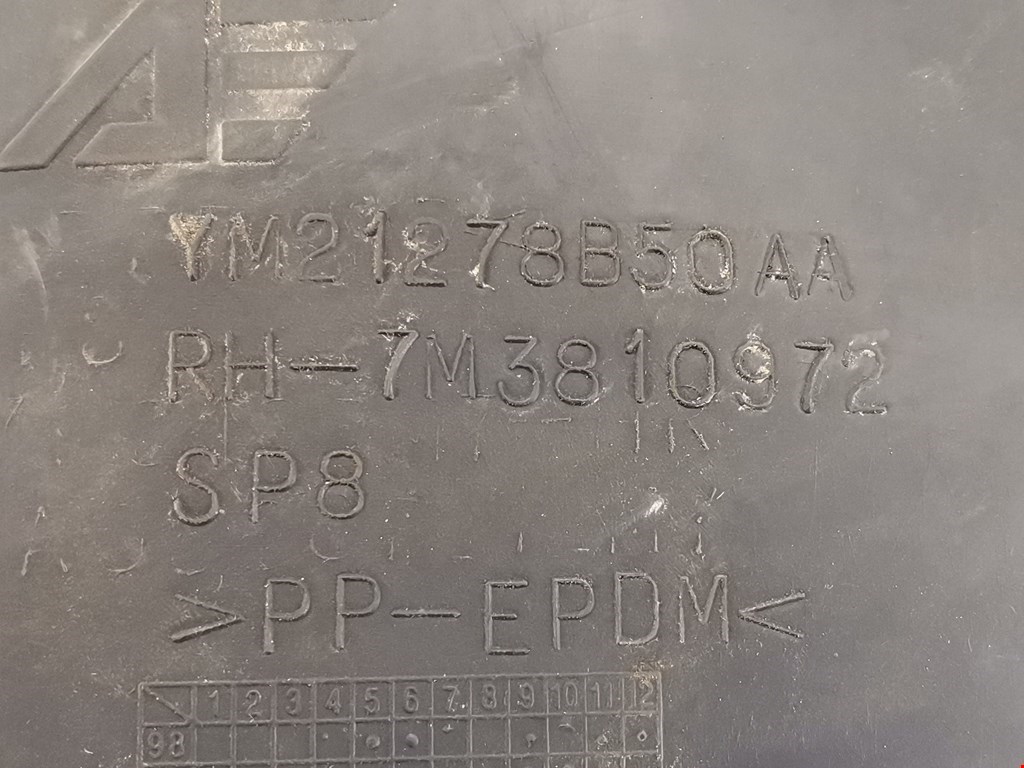 AE
YM21278B50AA
RH-7M3810972
SP8
>PP-EPDM<
1 2 3 4 5 6 7 8 9 10 11 12
98